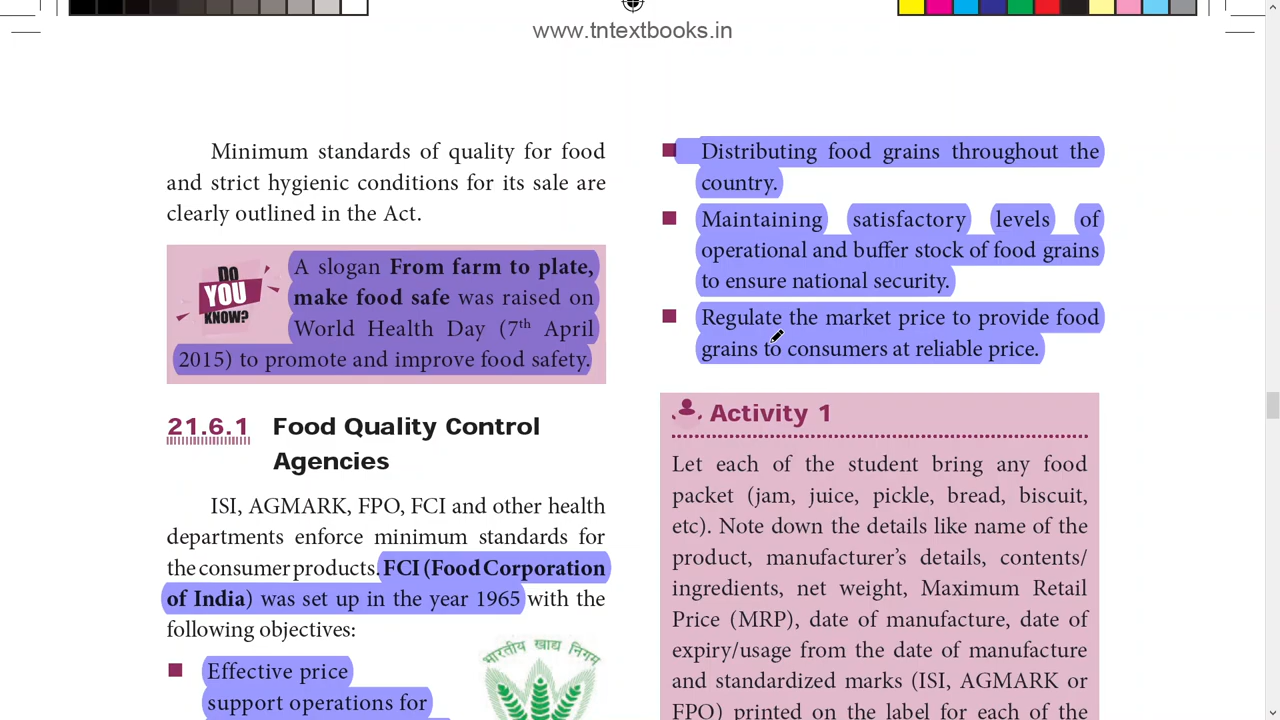 www.tntextbooks.in
Minimum standards of quality for food
and strict hygienic conditions for its sale are
clearly outlined in the Act.
DO
YOU
KNOW?
A slogan From farm to plate,
make food safe was raised on
World Health Day (7th April
2015) to promote and improve food safety.
21.6.1 Food Quality Control
Agencies
ISI, AGMARK, FPO, FCI and other health
departments enforce minimum standards for
the consumer products. FCI (Food Corporation
of India) was set up in the year 1965 with the
following objectives:
Effective price
support operations for
भारतीय खाद्य निगम
Distributing food grains throughout the
country.
Maintaining satisfactory levels of
operational and buffer stock of food grains
to ensure national security.
Regulate the market price to provide food
grains to consumers at reliable price.
Activity 1
Let each of the student bring any food
packet (jam, juice, pickle, bread, biscuit,
etc). Note down the details like name of the
product, manufacturer’s details, contents/
ingredients, net weight, Maximum Retail
Price (MRP), date of manufacture, date of
expiry/usage from the date of manufacture
and standardized marks (ISI, AGMARK or
FPO) printed on the label for each of the